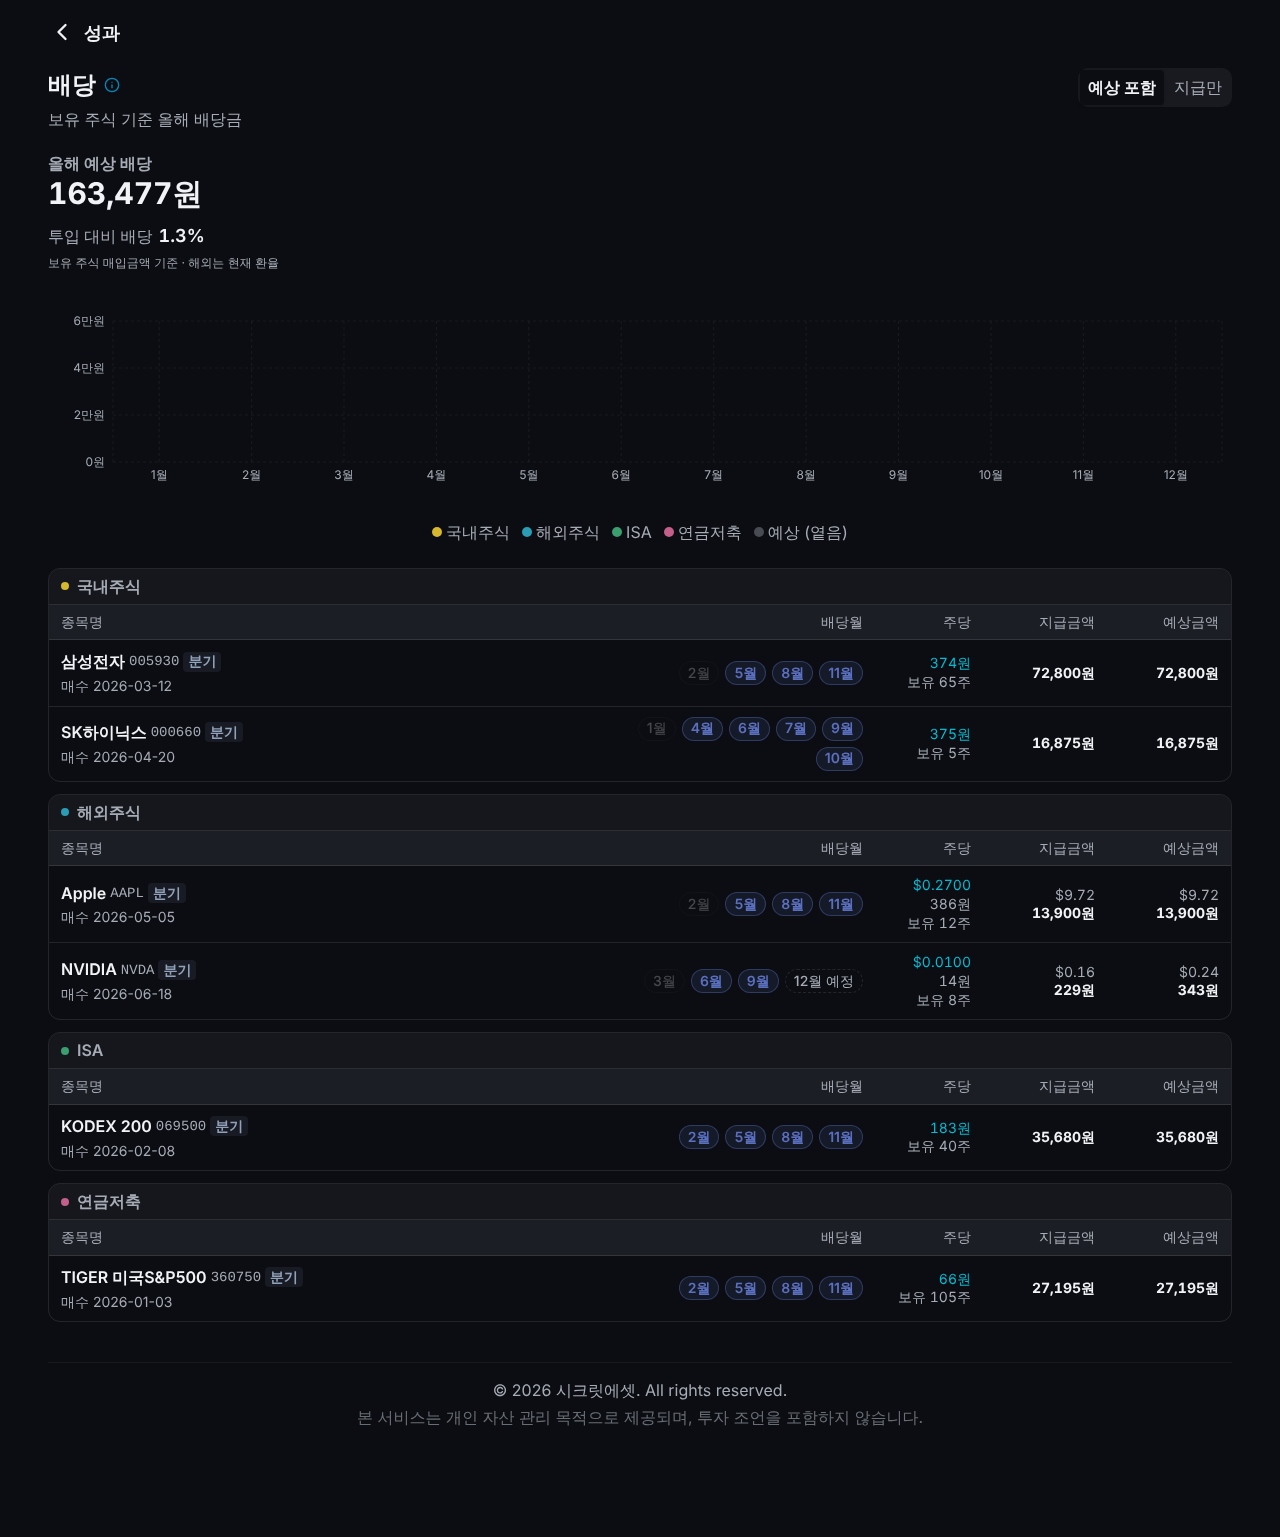 성과
배당
예상 포함 지급만
보유 주식 기준 올해 배당금
올해 예상 배당
163,477원
투입 대비 배당 1.3%
보유 주식 매입금액 기준 · 해외는 현재 환율
6만원
4만원
2만원
0원
1월 2월 3월 4월 5월 6월 7월 8월 9월 10월 11월 12월
국내주식 해외주식 ISA 연금저축 예상 (옅음)
국내주식
종목명 배당월 주당 지급금액 예상금액
삼성전자 005930 분기
매수 2026-03-12
2월 5월 8월 11월
374원
보유 65주
72,800원 72,800원
SK하이닉스 000660 분기
매수 2026-04-20
1월 4월 6월 7월 9월
10월
375원
보유 5주
16,875원 16,875원
해외주식
종목명 배당월 주당 지급금액 예상금액
Apple AAPL 분기
매수 2026-05-05
2월 5월 8월 11월
$0.2700
386원
보유 12주
$9.72
13,900원
$9.72
13,900원
NVIDIA NVDA 분기
매수 2026-06-18
3월 6월 9월 12월 예정
$0.0100
14원
보유 8주
$0.16
229원
$0.24
343원
ISA
종목명 배당월 주당 지급금액 예상금액
KODEX 200 069500 분기
매수 2026-02-08
2월 5월 8월 11월
183원
보유 40주
35,680원 35,680원
연금저축
종목명 배당월 주당 지급금액 예상금액
TIGER 미국S&P500 360750 분기
매수 2026-01-03
2월 5월 8월 11월
66원
보유 105주
27,195원 27,195원
© 2026 시크릿에셋. All rights reserved.
본 서비스는 개인 자산 관리 목적으로 제공되며, 투자 조언을 포함하지 않습니다.